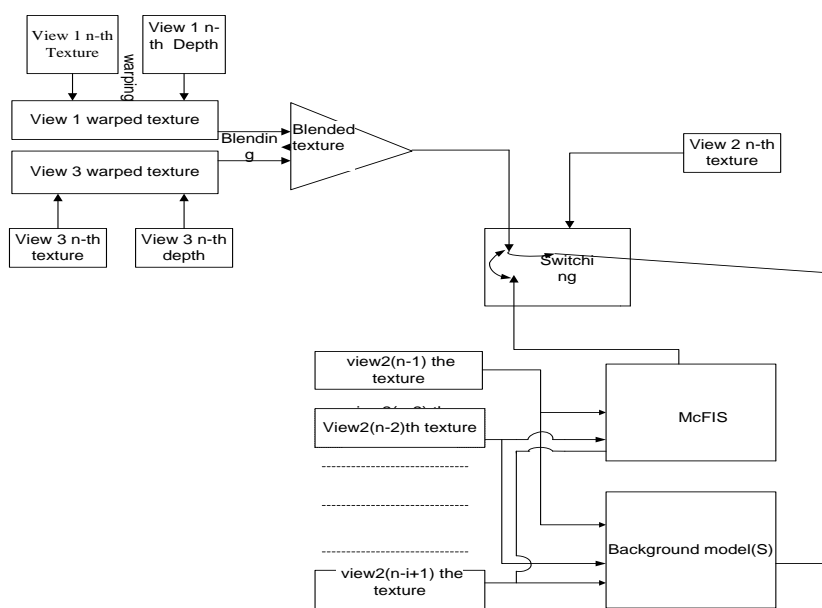 View 1 n-th
Texture
View 1 n-
th Depth
warping
View 1 warped texture
View 3 warped texture
Blendin
g
Blended
texture
View 3 n-th
texture
View 3 n-th
depth
View 2 n-th
texture
Switchi
ng
view2(n-1) the
texture
View2(n-2)th texture
McFIS
Background model(S)
view2(n-i+1) the
texture